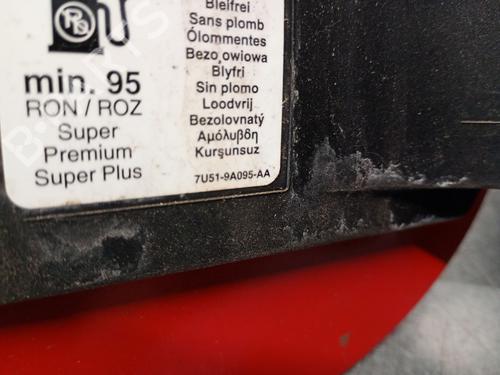 Bleifrei
Sans plomb
Ólommentes
Bezo owiowa
Blyfri
Sin plomo
Loodvrij
Bezolovnatý
Αμόλυβδη
Kurşunsuz
7U51-9A095-AA
min. 95
RON / ROZ
Super
Premium
Super Plus